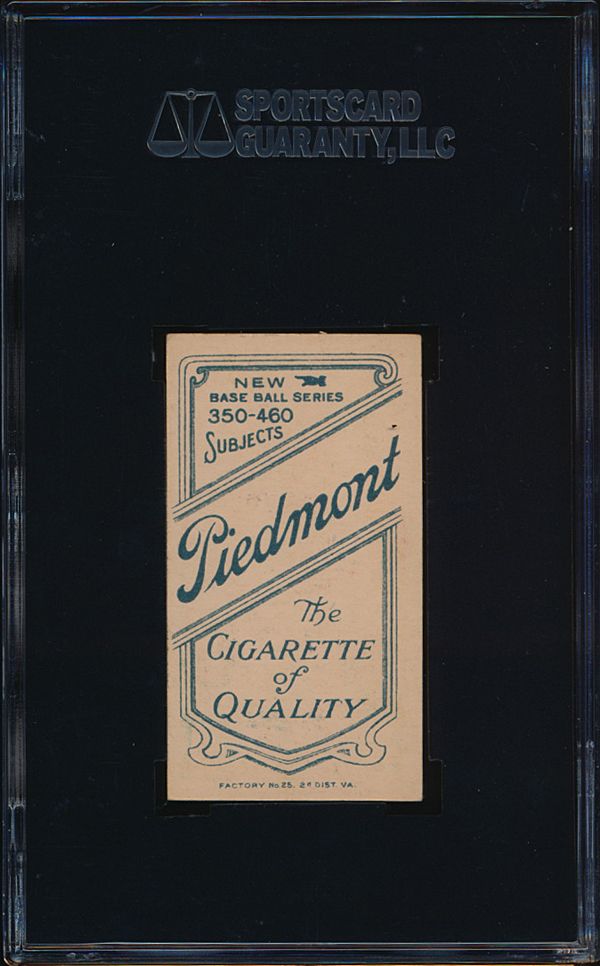 SPORTSCARD
GUARANTY, LLC
NEW
BASE BALL SERIES
350-460
SUBJECTS
Piedmont
The
CIGARETTE
of
QUALITY
FACTORY No. 25, 2d DIST. VA.